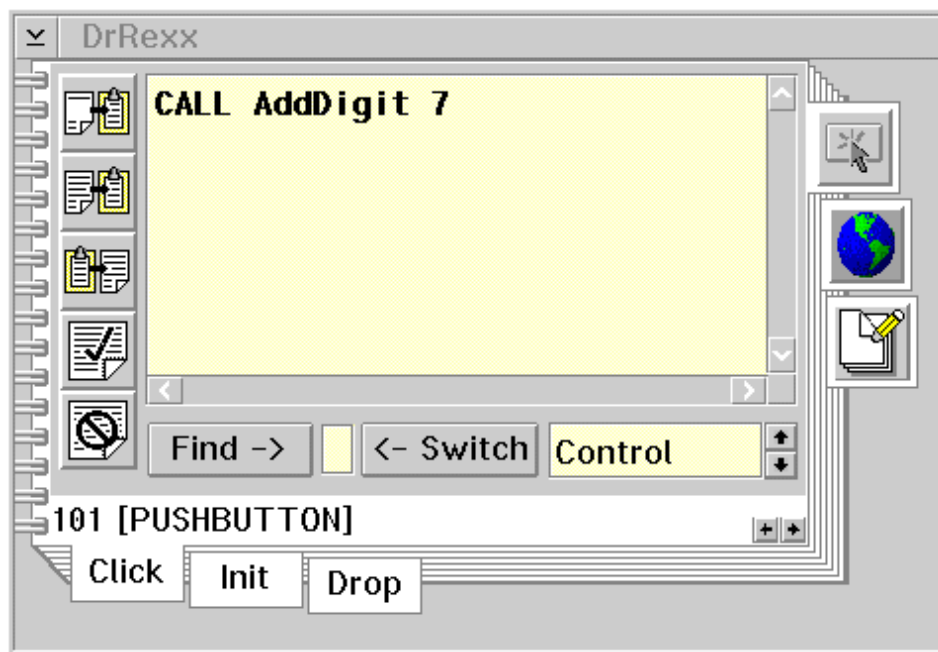 DrRexx
CALL AddDigit 7
Find -> <- Switch Control
101 [PUSHBUTTON]
Click Init Drop